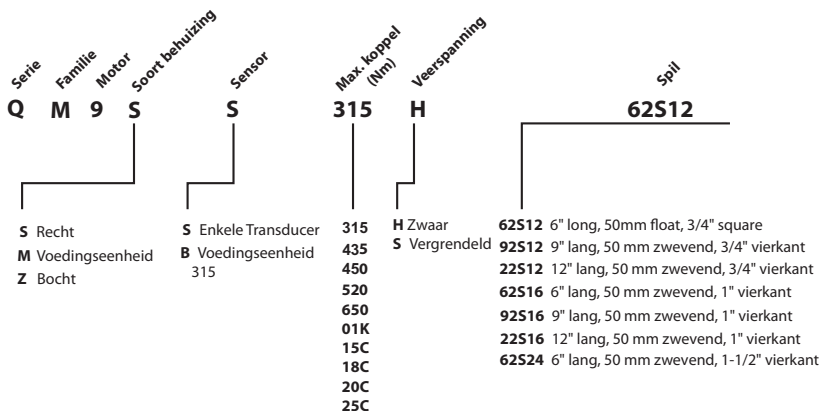 Serie Familie Motor Soort behuizing Sensor Max. koppel (Nm) Veerspanning Spil
Q M 9 S S 315 H 62S12
S Recht
M Voedingseenheid
Z Bocht
S Enkele Transducer
B Voedingseenheid
315
315
435
450
520
650
01K
15C
18C
20C
25C
H Zwaar
S Vergrendeld
62S12 6" long, 50mm float, 3/4" square
92S12 9" lang, 50 mm zwevend, 3/4" vierkant
22S12 12" lang, 50 mm zwevend, 3/4" vierkant
62S16 6" lang, 50 mm zwevend, 1" vierkant
92S16 9" lang, 50 mm zwevend, 1" vierkant
22S16 12" lang, 50 mm zwevend, 1" vierkant
62S24 6" lang, 50 mm zwevend, 1-1/2" vierkant